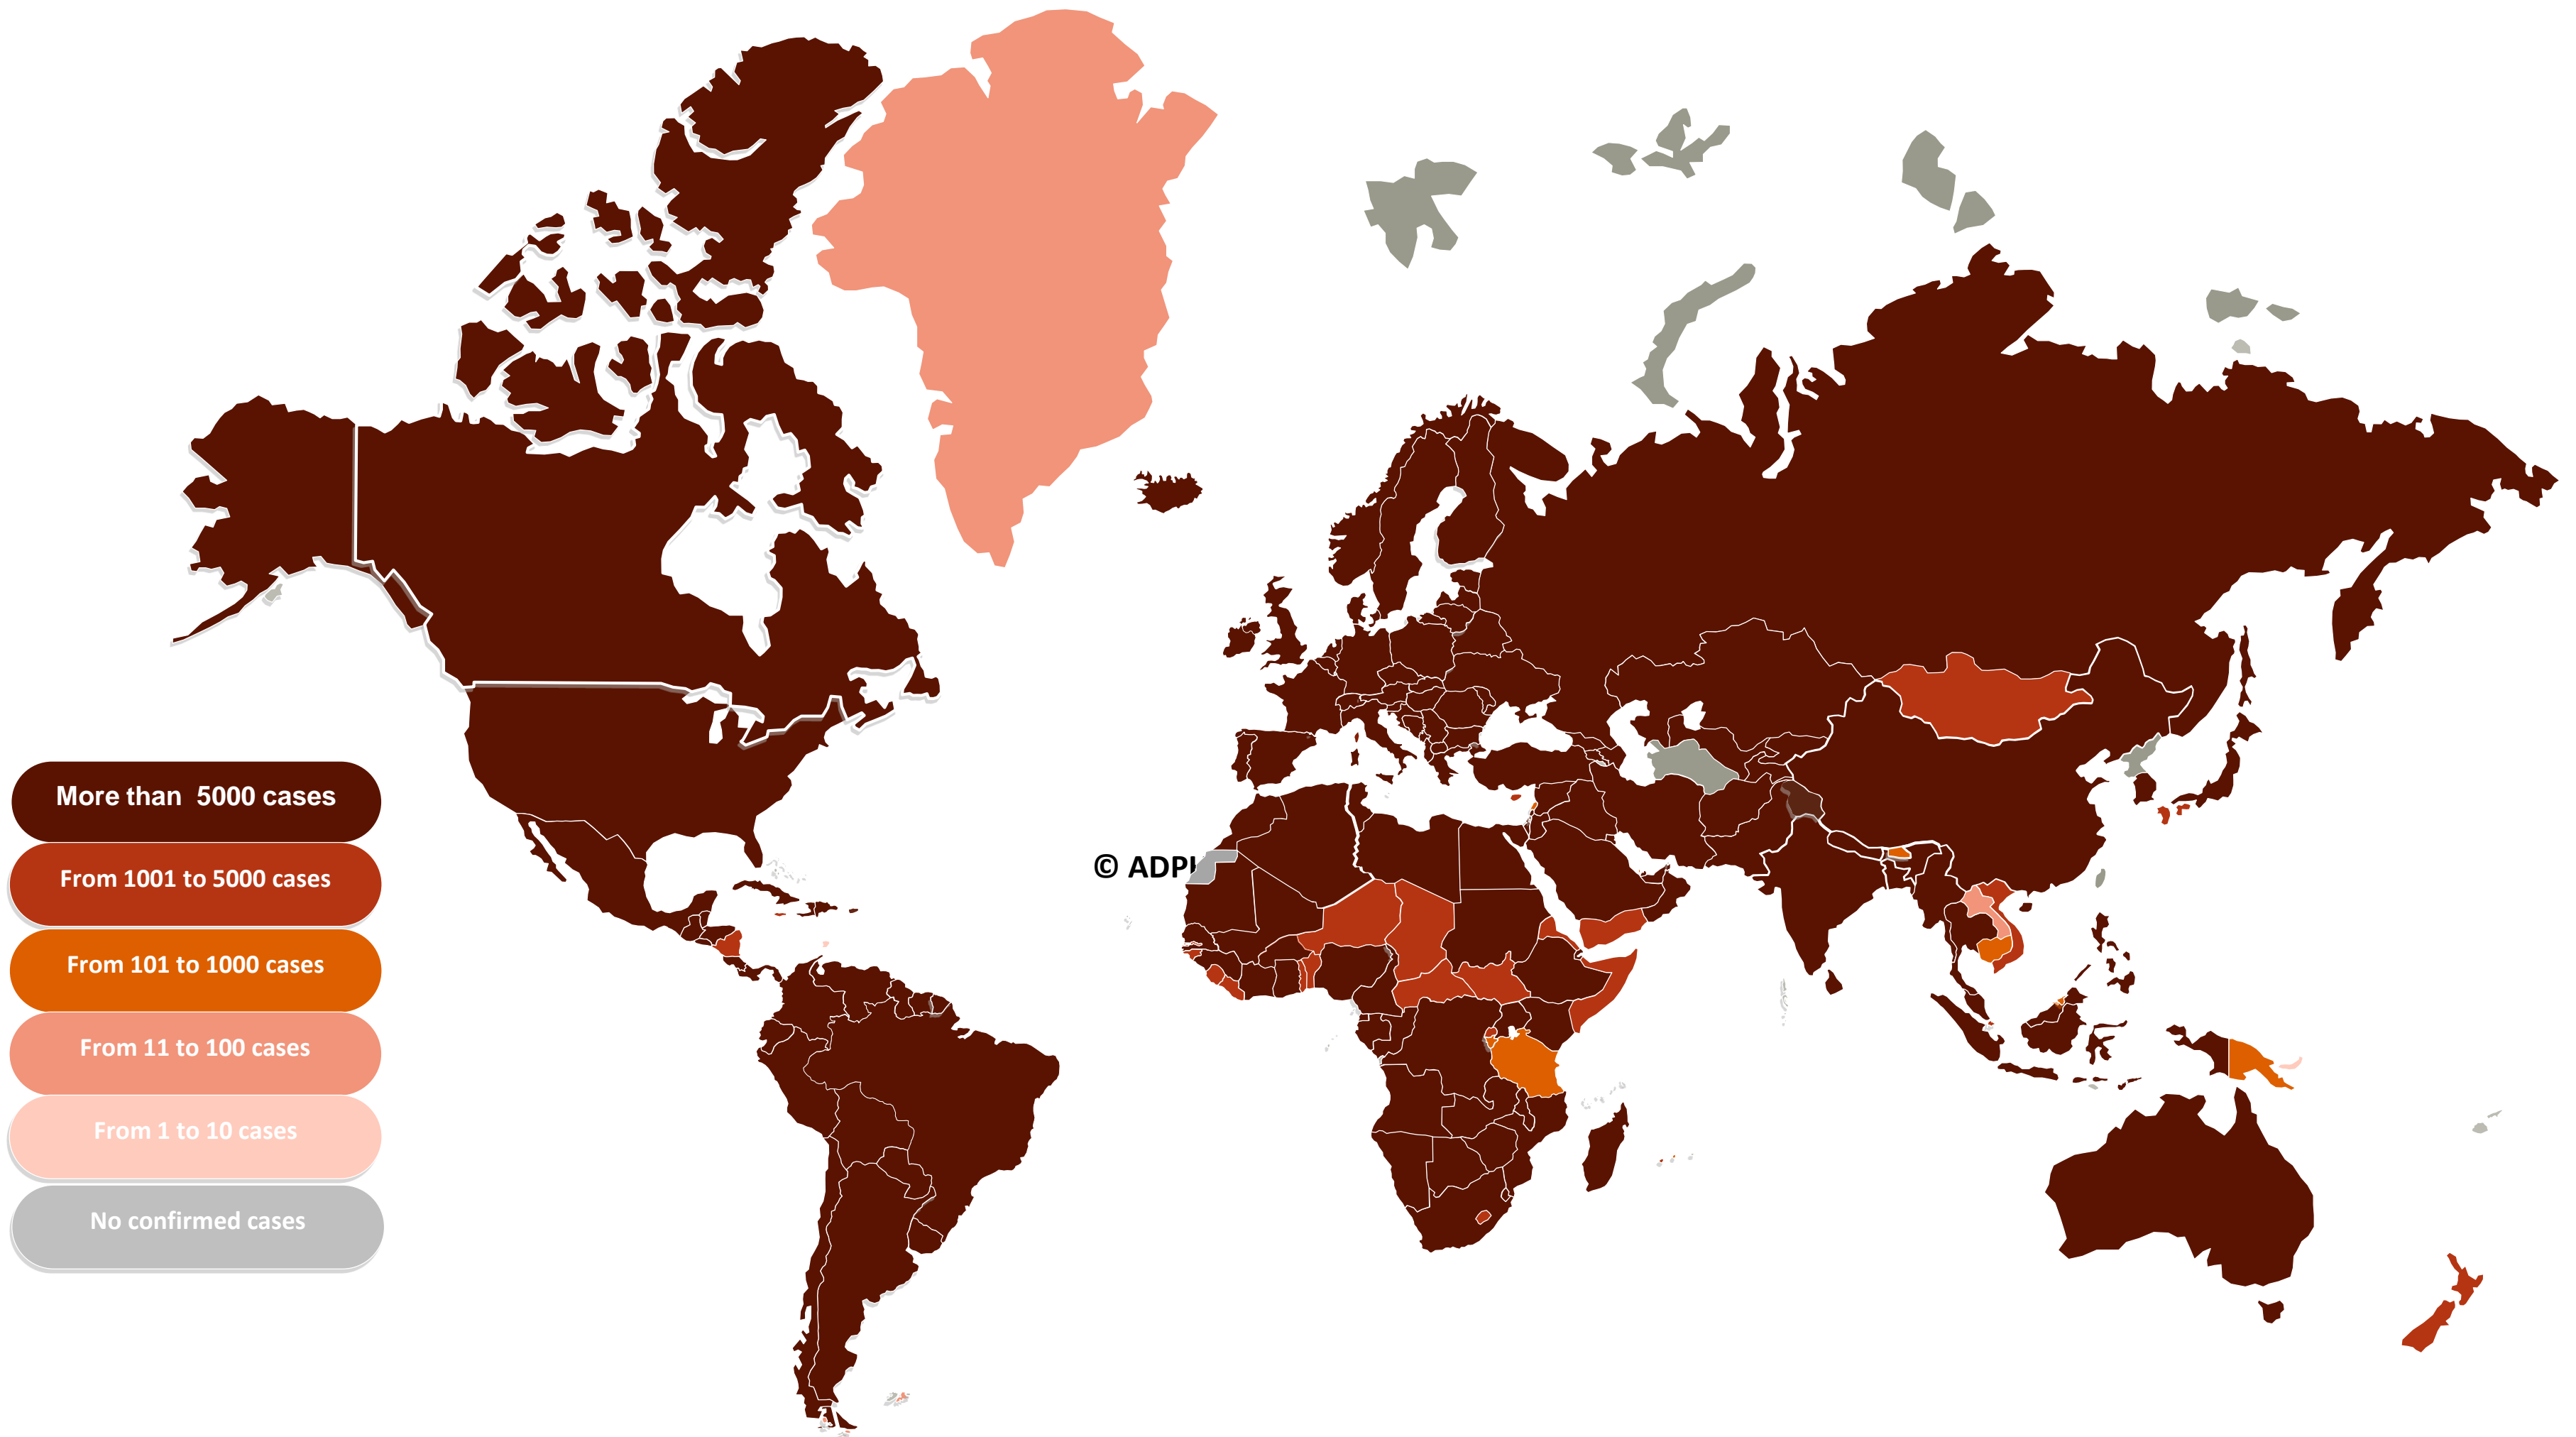 More than  5000 cases
From 1001 to 5000 cases
© ADPH
From 101 to 1000 cases
From 11 to 100 cases
From 1 to 10 cases
No confirmed cases